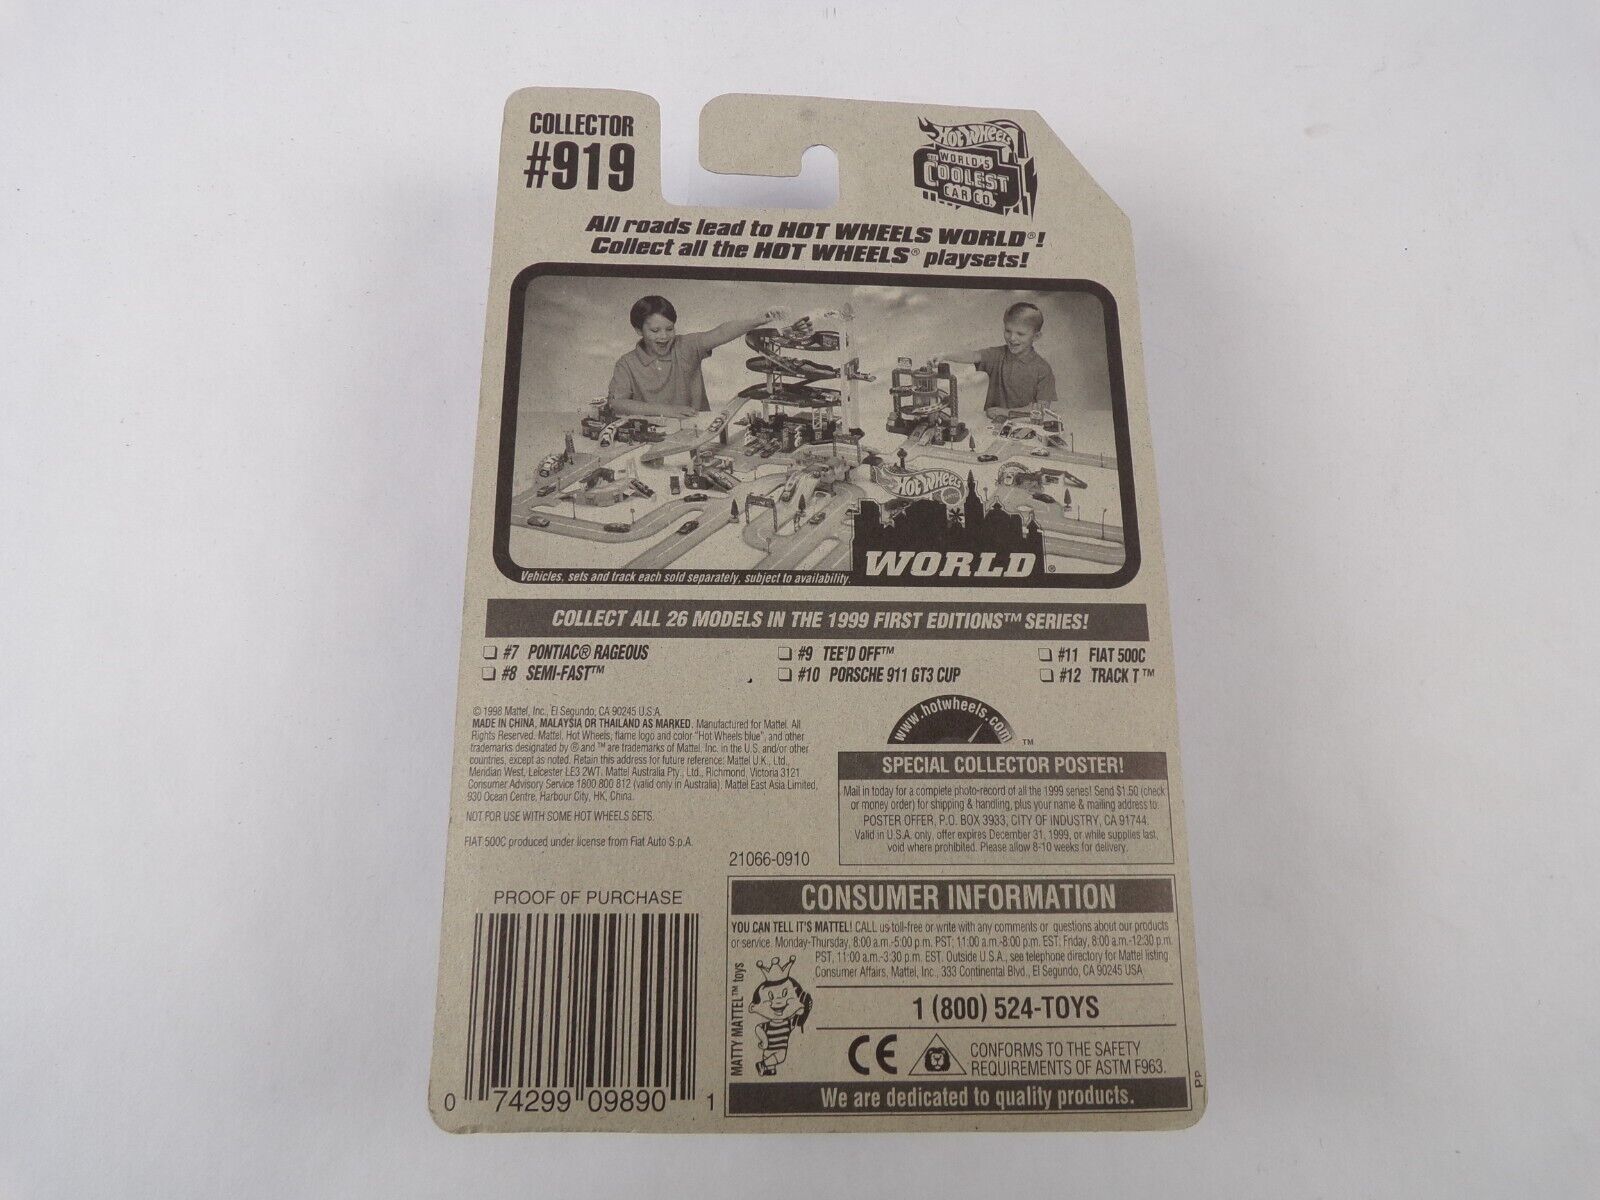 COLLECTOR
#919
HOT WHEELS
THE WORLD'S
COOLEST
CAR CO.™
All roads lead to HOT WHEELS WORLD®!
Collect all the HOT WHEELS® playsets!
HOT WHEELS
WORLD®
Vehicles, sets and track each sold separately, subject to availability.
COLLECT ALL 26 MODELS IN THE 1999 FIRST EDITIONS™ SERIES!
❏ #7 PONTIAC® RAGEOUS
❏ #8 SEMI-FAST™
❏ #9 TEE'D OFF™
❏ #10 PORSCHE 911 GT3 CUP
❏ #11 FIAT 500C
❏ #12 TRACK T™
© 1998 Mattel, Inc., El Segundo, CA 90245 U.S.A.
MADE IN CHINA, MALAYSIA OR THAILAND AS MARKED. Manufactured for Mattel. All
Rights Reserved. Mattel, Hot Wheels, flame logo and color "Hot Wheels blue", and other
trademarks designated by ® and ™ are trademarks of Mattel, Inc. in the U.S. and/or other
countries, except as noted. Retain this address for future reference: Mattel U.K., Ltd.,
Meridian West, Leicester LE3 2WT. Mattel Australia Pty., Ltd., Richmond, Victoria 3121
Consumer Advisory Service 1800 800 812 (valid only in Australia). Mattel East Asia Limited,
930 Ocean Centre, Harbour City, HK, China.
NOT FOR USE WITH SOME HOT WHEELS SETS.
FIAT 500C produced under license from Fiat Auto S.p.A.
www.hotwheels.com
™
SPECIAL COLLECTOR POSTER!
Mail in today for a complete photo-record of all the 1999 series! Send $1.50 (check
or money order) for shipping & handling, plus your name & mailing address to:
POSTER OFFER, P.O. BOX 3933, CITY OF INDUSTRY, CA 91744.
Valid in U.S.A. only, offer expires December 31, 1999, or while supplies last,
void where prohibited. Please allow 8-10 weeks for delivery.
21066-0910
PROOF OF PURCHASE
0 74299 09890 1
CONSUMER INFORMATION
YOU CAN TELL IT'S MATTEL! CALL us toll-free or write with any comments or questions about our products
or service. Monday-Thursday, 8:00 a.m.-5:00 p.m. PST; 11:00 a.m.-8:00 p.m. EST. Friday, 8:00 a.m.-12:30 p.m.
PST, 11:00 a.m.-3:30 p.m. EST. Outside U.S.A., see telephone directory for Mattel listing.
Consumer Affairs, Mattel, Inc., 333 Continental Blvd., El Segundo, CA 90245 USA
MATTY MATTEL™ toys
1 (800) 524-TOYS
CE
CONFORMS TO THE SAFETY
REQUIREMENTS OF ASTM F963.
We are dedicated to quality products.
PP